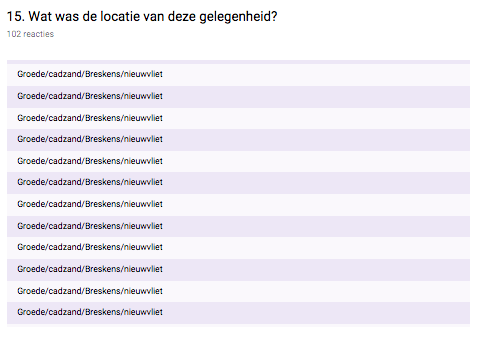 15. Wat was de locatie van deze gelegenheid?
102 reacties
Groede/cadzand/Breskens/nieuwvliet
Groede/cadzand/Breskens/nieuwvliet
Groede/cadzand/Breskens/nieuwvliet
Groede/cadzand/Breskens/nieuwvliet
Groede/cadzand/Breskens/nieuwvliet
Groede/cadzand/Breskens/nieuwvliet
Groede/cadzand/Breskens/nieuwvliet
Groede/cadzand/Breskens/nieuwvliet
Groede/cadzand/Breskens/nieuwvliet
Groede/cadzand/Breskens/nieuwvliet
Groede/cadzand/Breskens/nieuwvliet
Groede/cadzand/Breskens/nieuwvliet